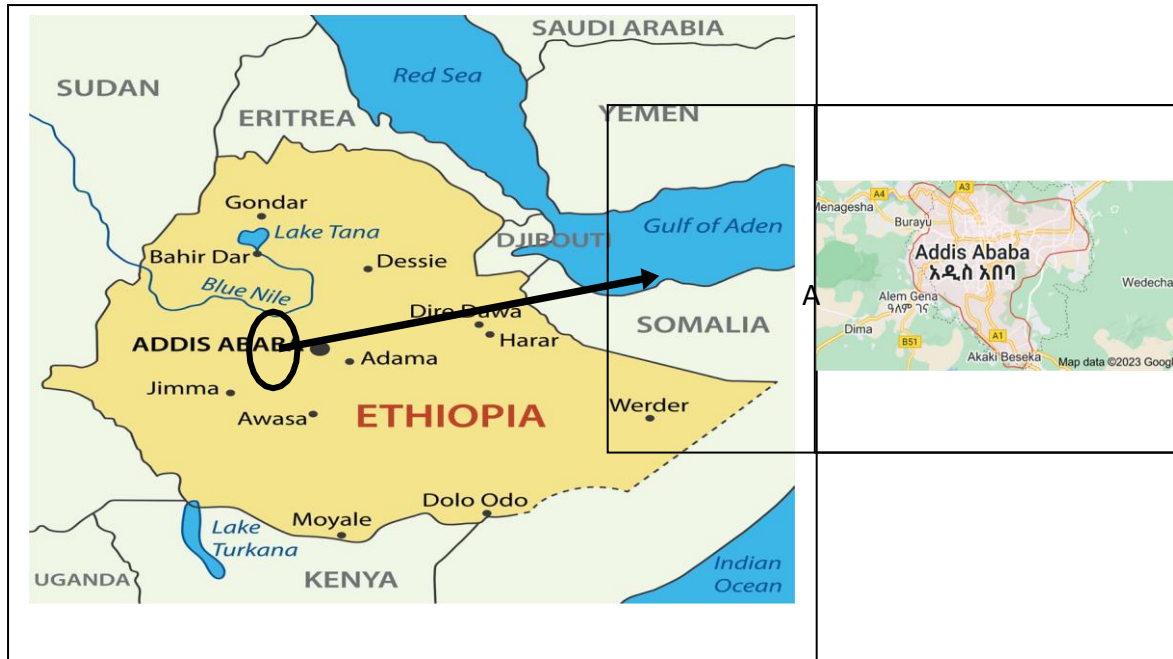 SAUDI ARABIA
Red Sea
SUDAN
YEMEN
ERITREA
Gondar
Lake Tana
DJIBOUTI
Gulf of Aden
Bahir Dar
Dessie
Blue Nile
Dire Dawa
SOMALIA
ADDIS ABABA
Harar
Adama
Jimma
Werder
Awasa
ETHIOPIA
Dolo Odo
Moyale
Lake
Turkana
Indian
Ocean
UGANDA
KENYA
A
A3
A4
Menagesha
Burayu
Addis Ababa
አዲስ አበባ
Wedecha
Alem Gena
ዓለም ገና
Dima
A1
B51
Akaki Beseka
Map data ©2023 Google